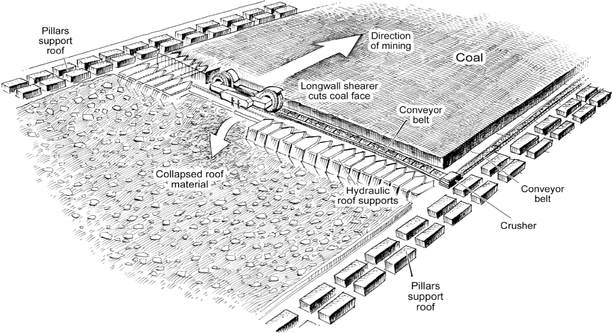 Pillars
support
roof
Direction
of mining
Coal
Longwall shearer
cuts coal face
Conveyor
belt
Collapsed roof
material
Hydraulic
roof supports
Conveyor
belt
Crusher
Pillars
support
roof